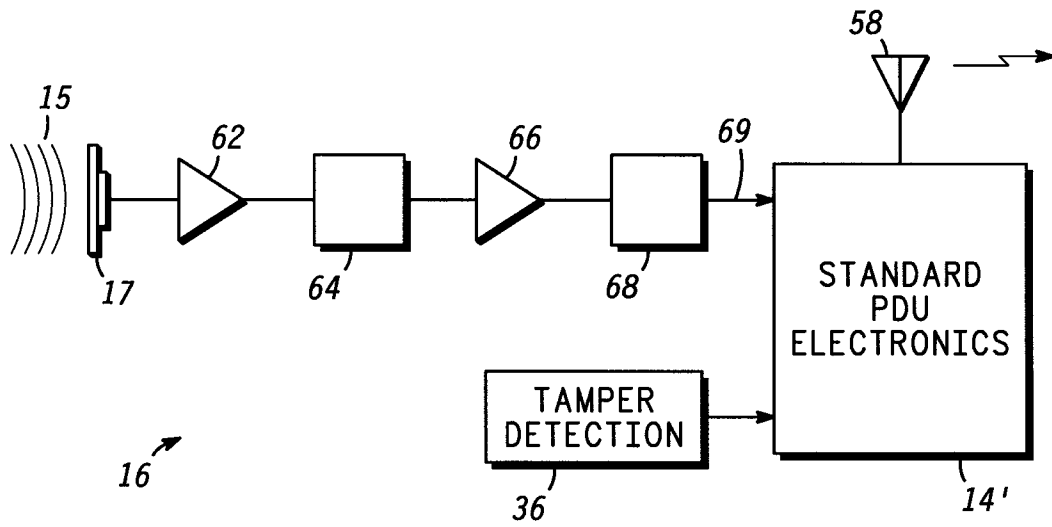 58
15
62
66
69
17
64
68
STANDARD
PDU
ELECTRONICS
TAMPER
DETECTION
16
36
14'